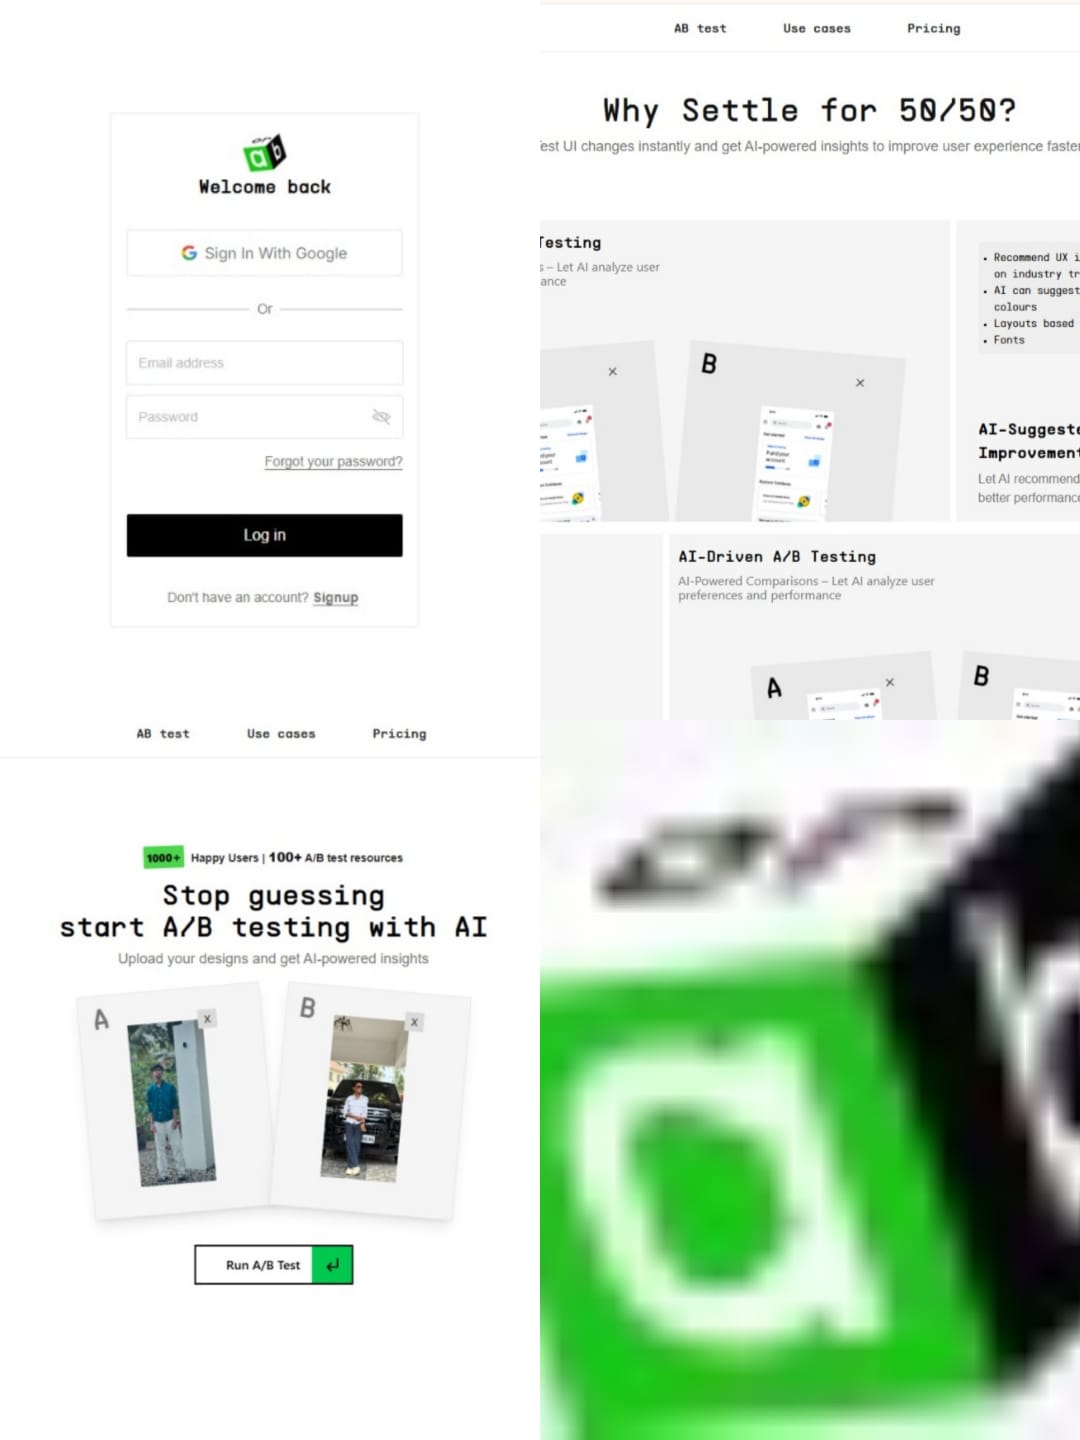 ab
Welcome back
Sign In With Google
Or
Email address
Password
Forgot your password?
Log in
Don't have an account? Signup
AB test Use cases Pricing
Why Settle for 50/50?
est UI changes instantly and get AI-powered insights to improve user experience faster
Testing
s – Let AI analyze user
ance
B
Recommend UX i
on industry tr
AI can suggest
colours
Layouts based
Fonts
AI-Suggeste
Improvement
Let AI recommend
better performance
AI-Driven A/B Testing
AI-Powered Comparisons – Let AI analyze user
preferences and performance
A
B
AB test Use cases Pricing
1000+ Happy Users | 100+ A/B test resources
Stop guessing
start A/B testing with AI
Upload your designs and get AI-powered insights
A
B
Run A/B Test
a